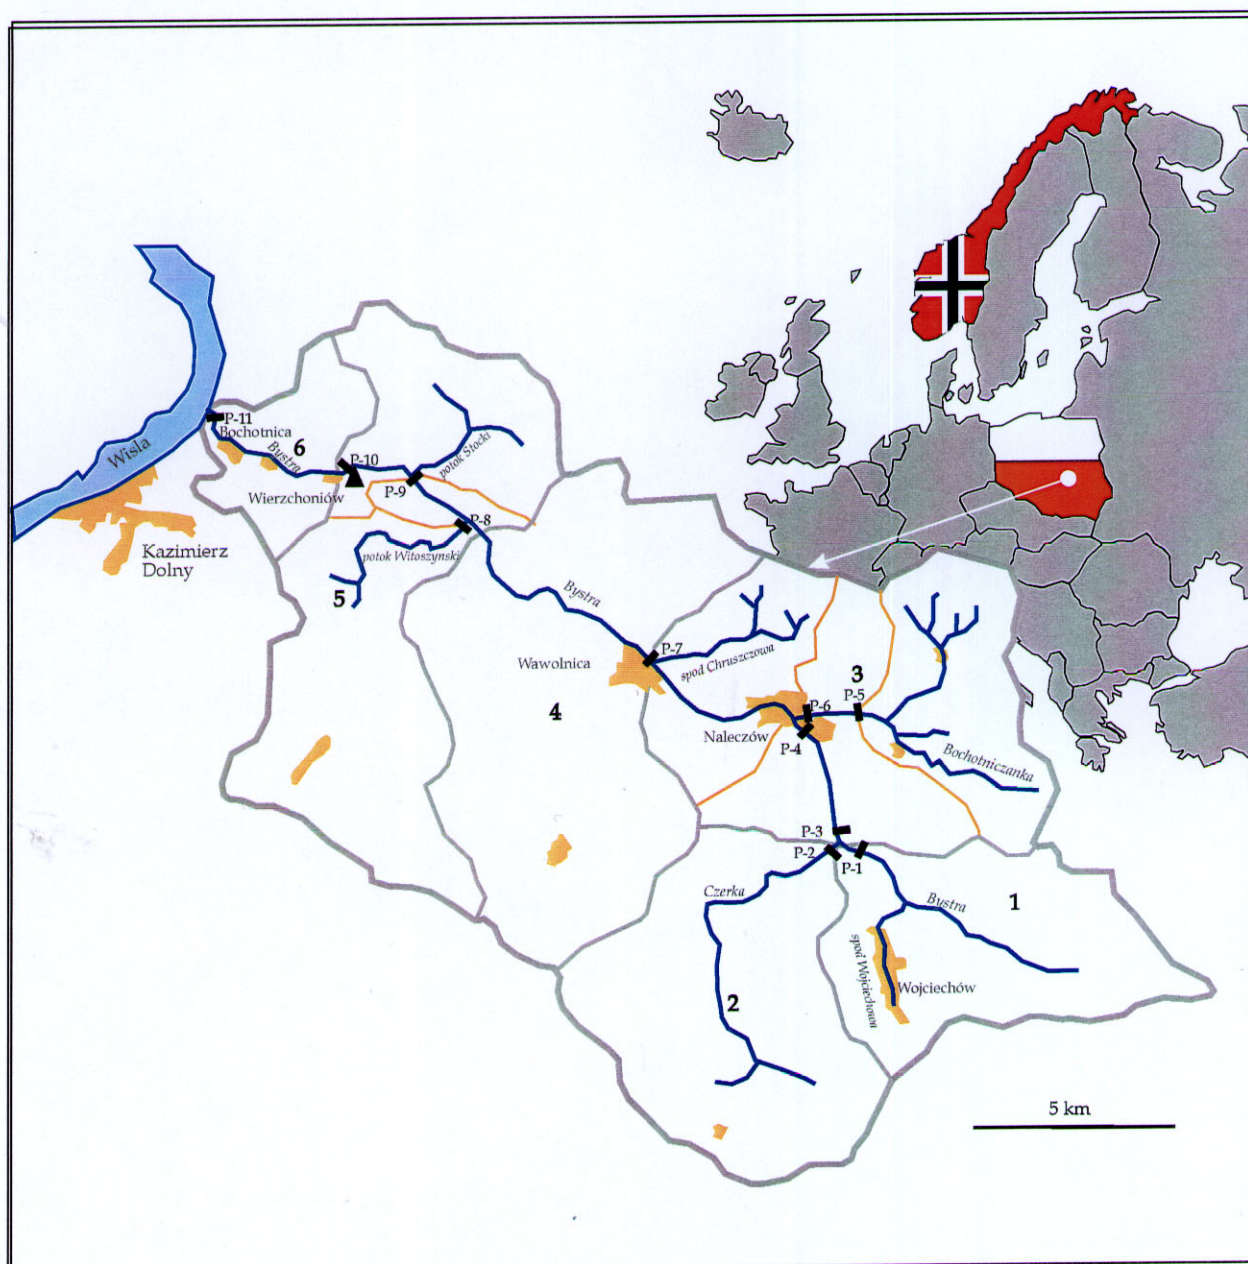 P-11
Bochotnica
Bystra
6
P-10
potok Stocki
Wisla
Wierzchoniów
P-9
P-8
Kazimierz
Dolny
potok Witoszynski
5
Bystra
Wawolnica
P-7
spod Chruszczowa
3
4
P-6
P-5
Naleczów
P-4
Bochotniczanka
P-3
P-2
P-1
Czerka
Bystra
1
spod Wojciechowa
Wojciechów
2
5 km